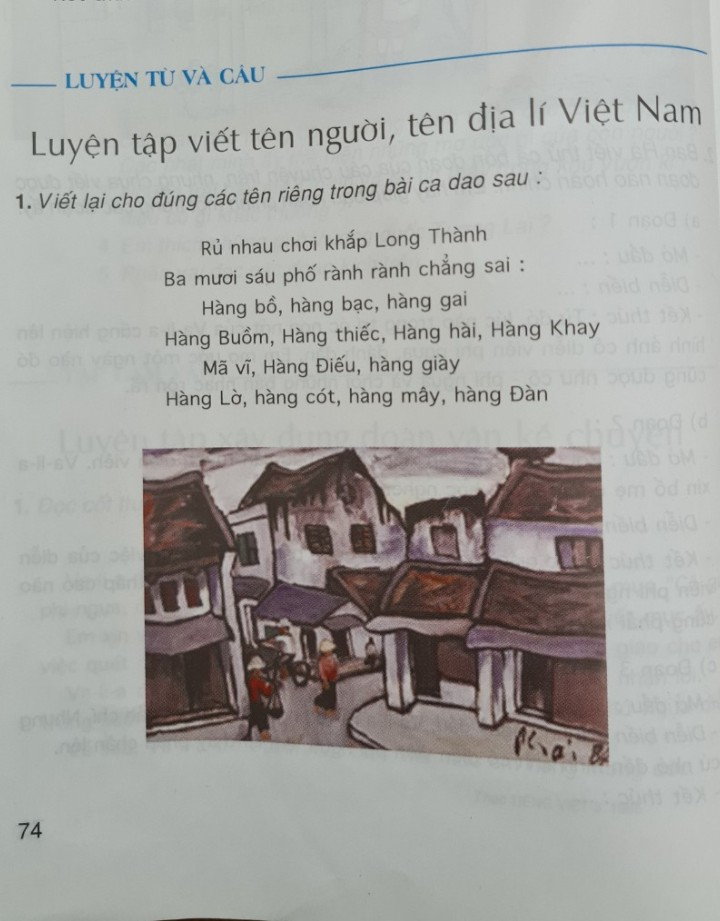 LUYỆN TỪ VÀ CÂU
Luyện tập viết tên người, tên địa lí Việt Nam
1. Viết lại cho đúng các tên riêng trong bài ca dao sau :
Rủ nhau chơi khắp Long Thành
Ba mươi sáu phố rành rành chẳng sai :
Hàng bồ, hàng bạc, hàng gai
Hàng Buồm, Hàng thiếc, Hàng hài, Hàng Khay
Mã vĩ, Hàng Điếu, hàng giày
Hàng Lờ, hàng cót, hàng mây, hàng Đàn
74